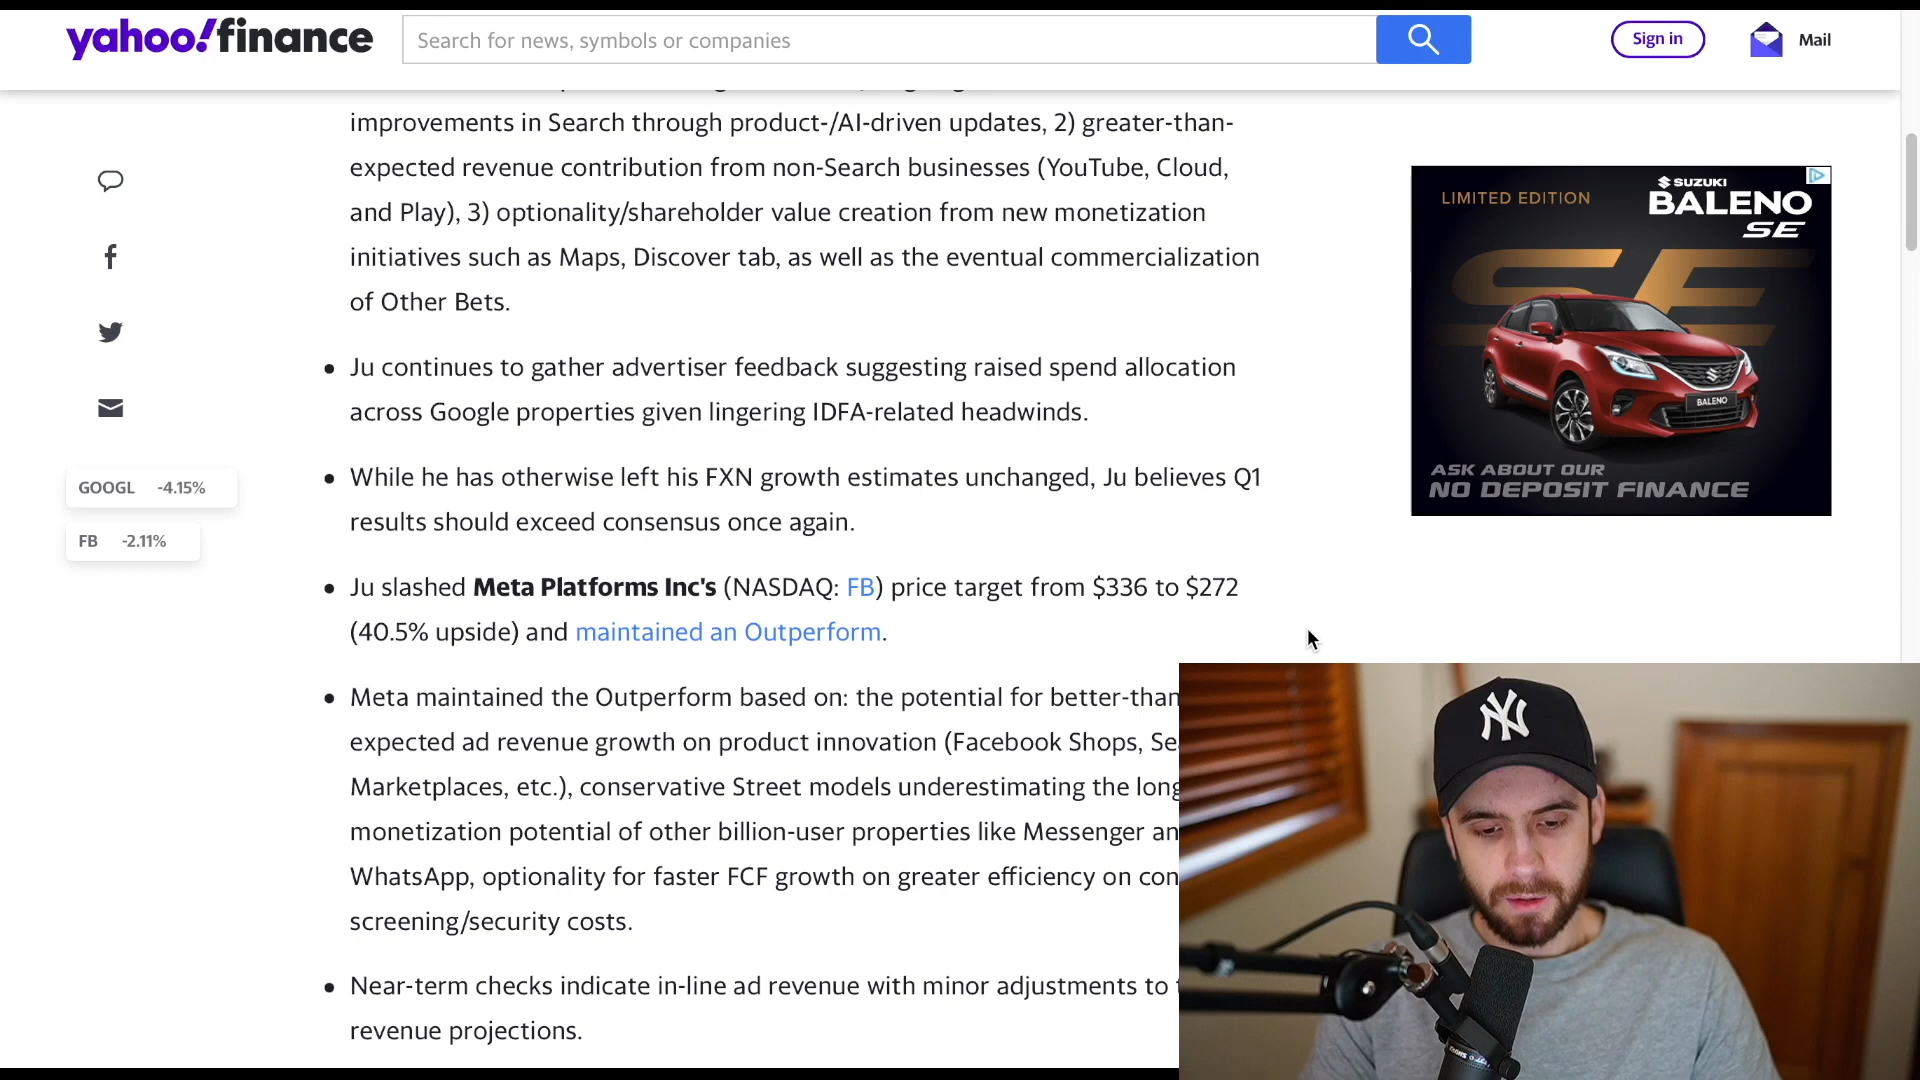 yahoo!finance
Search for news, symbols or companies
Sign in
Mail
improvements in Search through product-/AI-driven updates, 2) greater-than-
expected revenue contribution from non-Search businesses (YouTube, Cloud,
and Play), 3) optionality/shareholder value creation from new monetization
initiatives such as Maps, Discover tab, as well as the eventual commercialization
of Other Bets.
Ju continues to gather advertiser feedback suggesting raised spend allocation
across Google properties given lingering IDFA-related headwinds.
While he has otherwise left his FXN growth estimates unchanged, Ju believes Q1
results should exceed consensus once again.
Ju slashed Meta Platforms Inc's (NASDAQ: FB) price target from $336 to $272
(40.5% upside) and maintained an Outperform.
Meta maintained the Outperform based on: the potential for better-than
expected ad revenue growth on product innovation (Facebook Shops, Se
Marketplaces, etc.), conservative Street models underestimating the long
monetization potential of other billion-user properties like Messenger an
WhatsApp, optionality for faster FCF growth on greater efficiency on con
screening/security costs.
Near-term checks indicate in-line ad revenue with minor adjustments to
revenue projections.
GOOGL -4.15%
FB -2.11%
LIMITED EDITION
SUZUKI
BALENO
SE
SE
BALENO
ASK ABOUT OUR
NO DEPOSIT FINANCE
NY